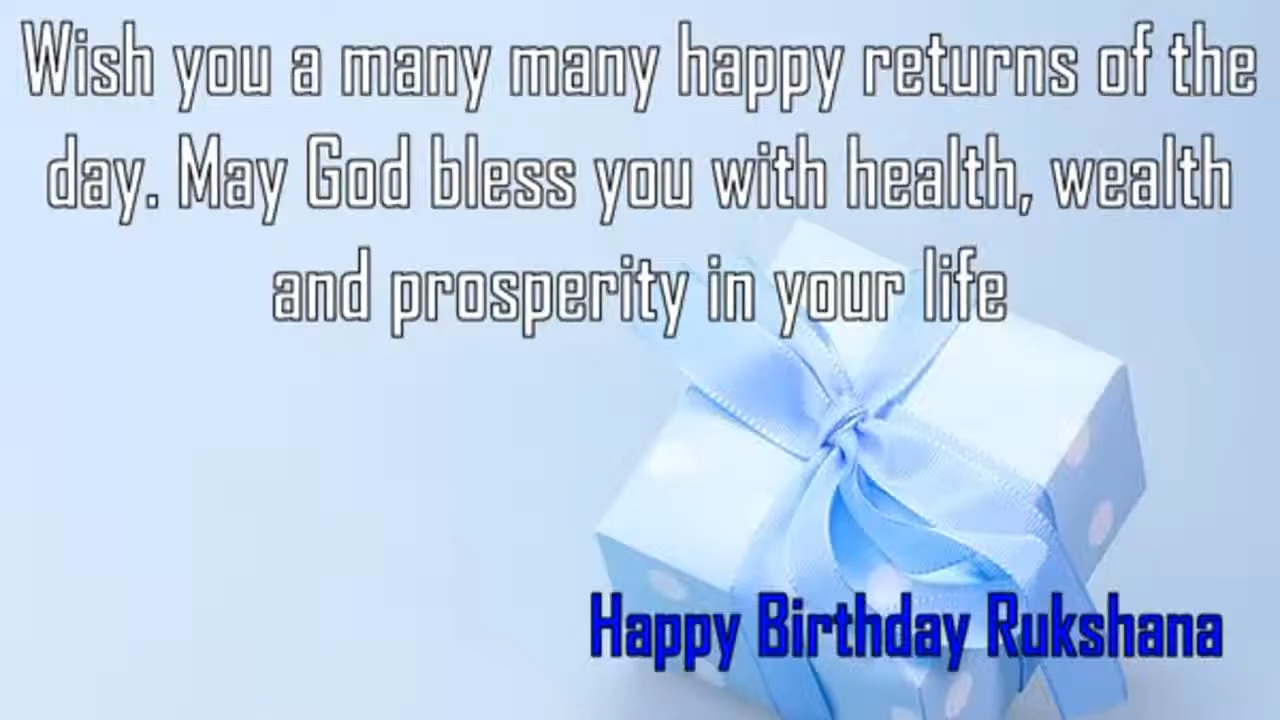 Wish you a many many happy returns of the
day. May God bless you with health, wealth
and prosperity in your life
Happy Birthday Rukshana